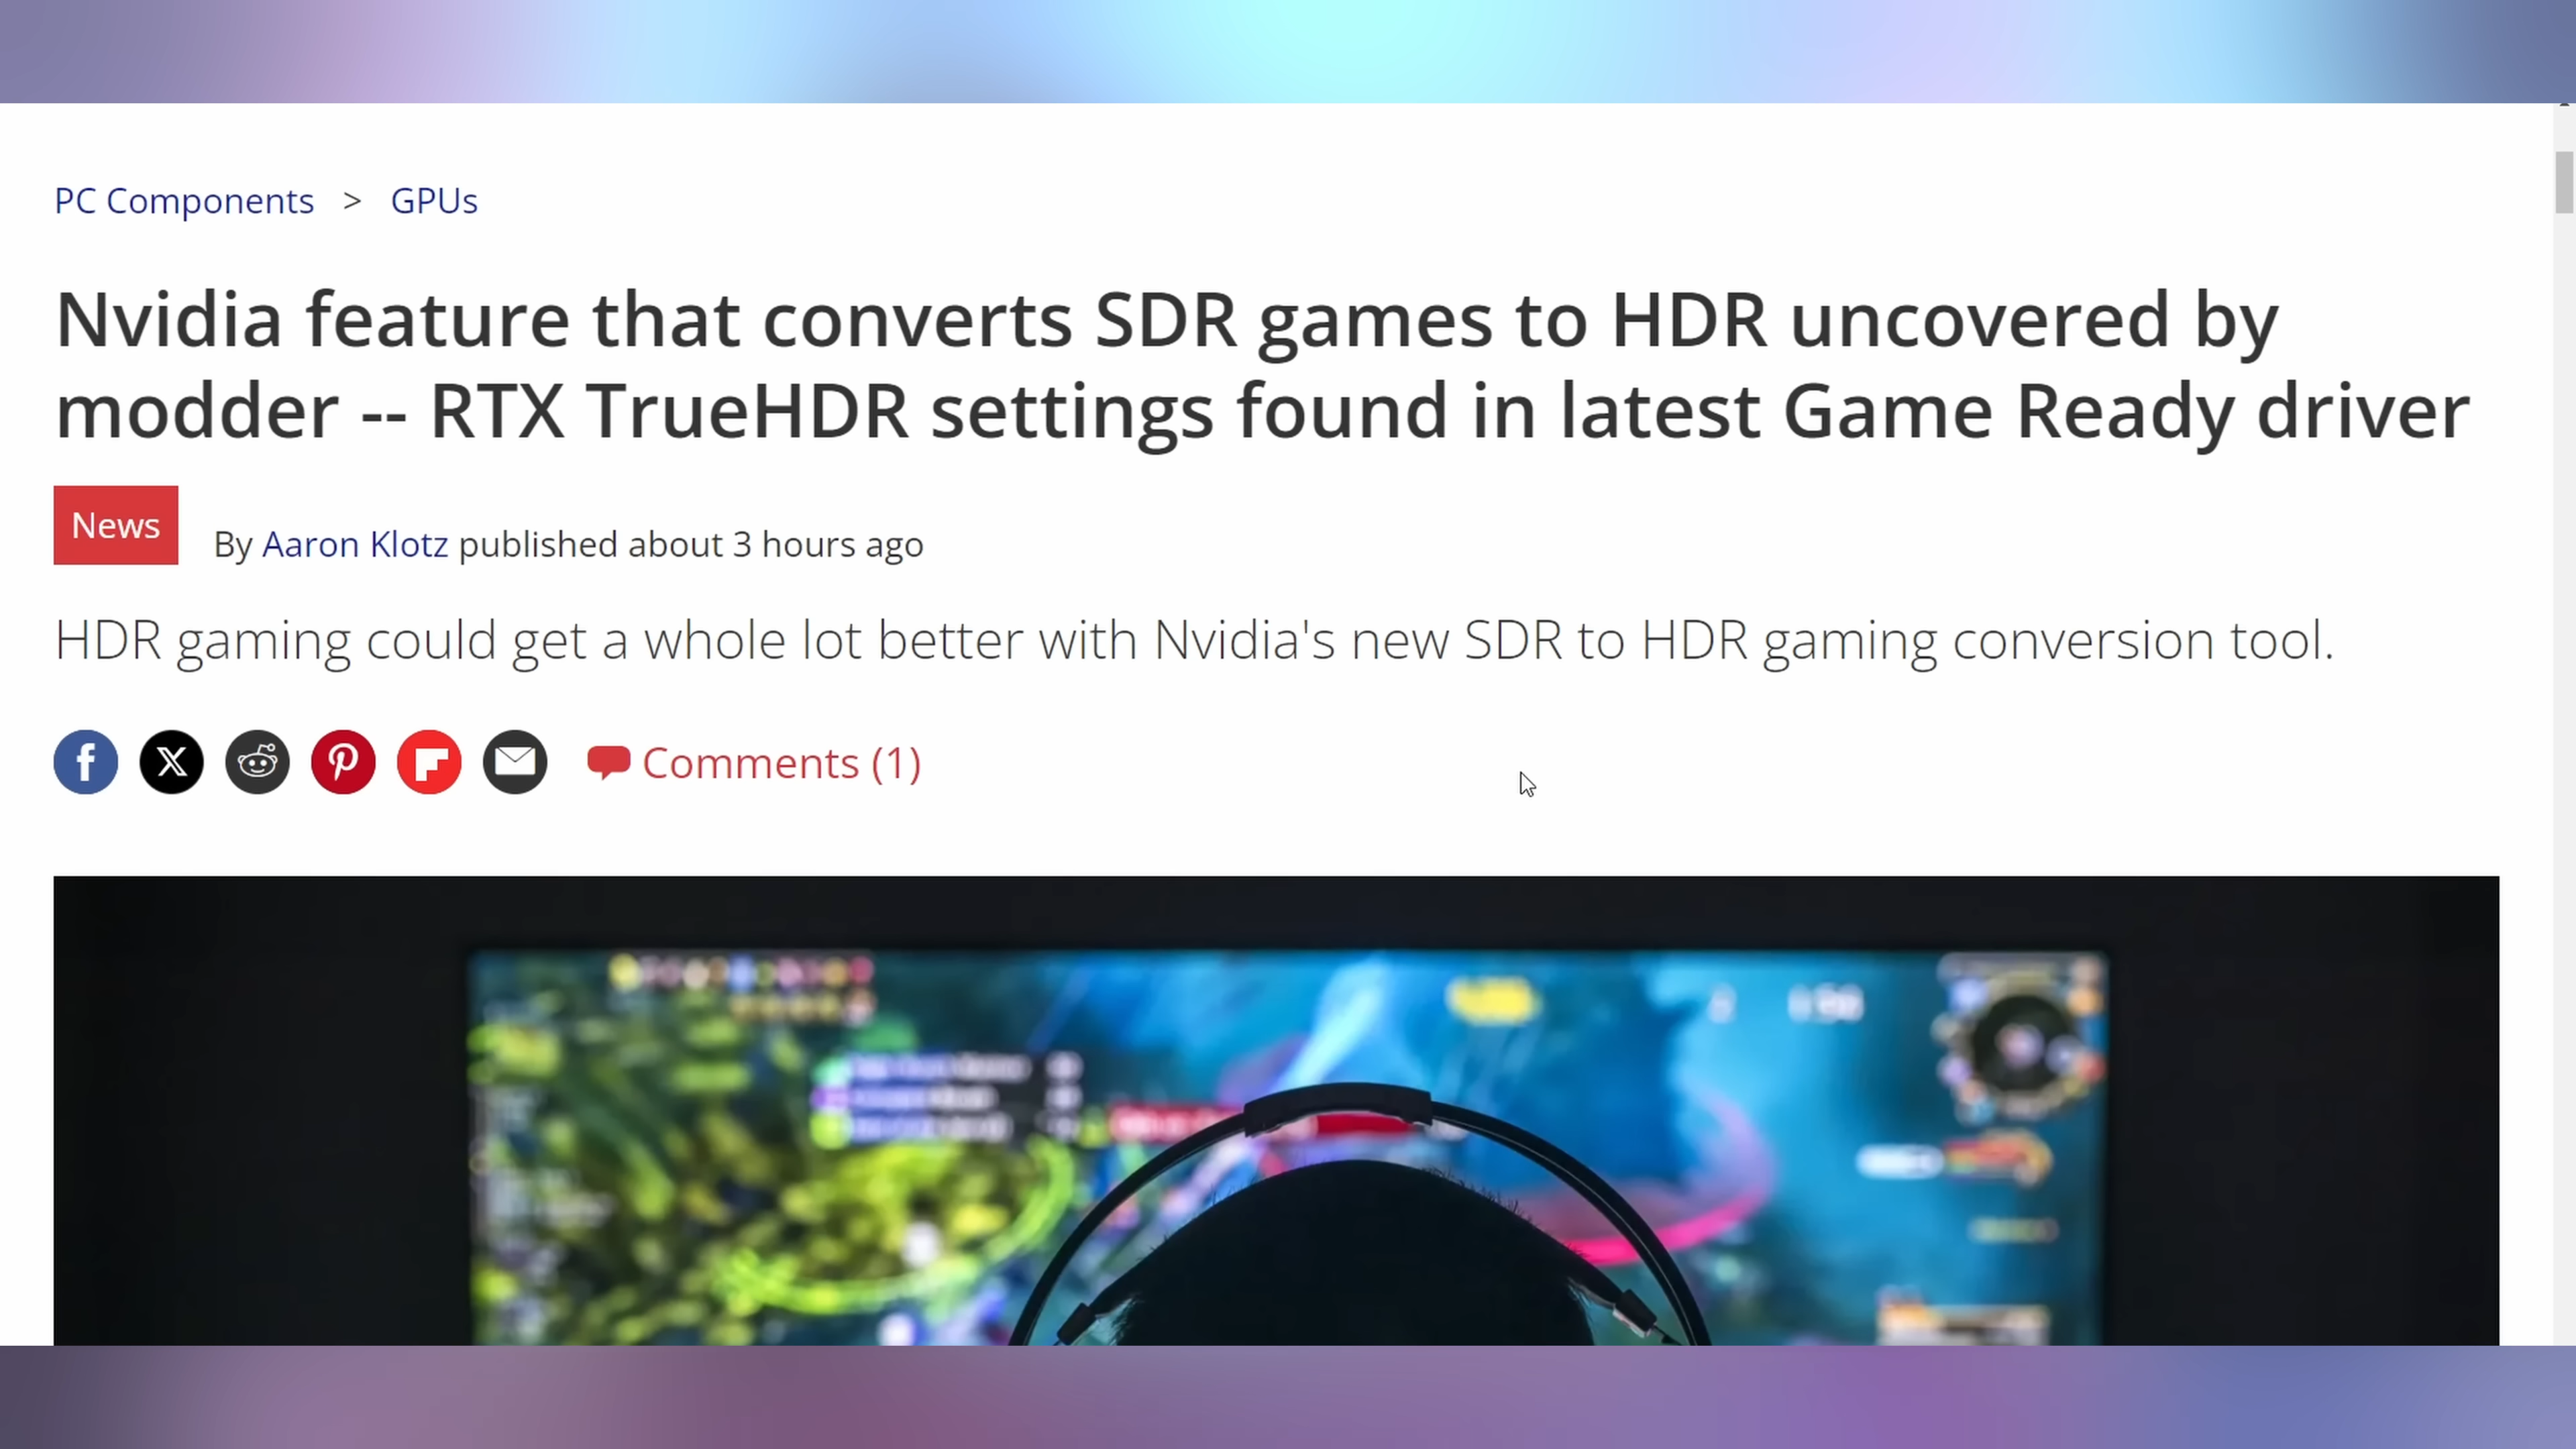 PC Components > GPUs
Nvidia feature that converts SDR games to HDR uncovered by
modder -- RTX TrueHDR settings found in latest Game Ready driver
News
By Aaron Klotz published about 3 hours ago
HDR gaming could get a whole lot better with Nvidia's new SDR to HDR gaming conversion tool.
Comments (1)